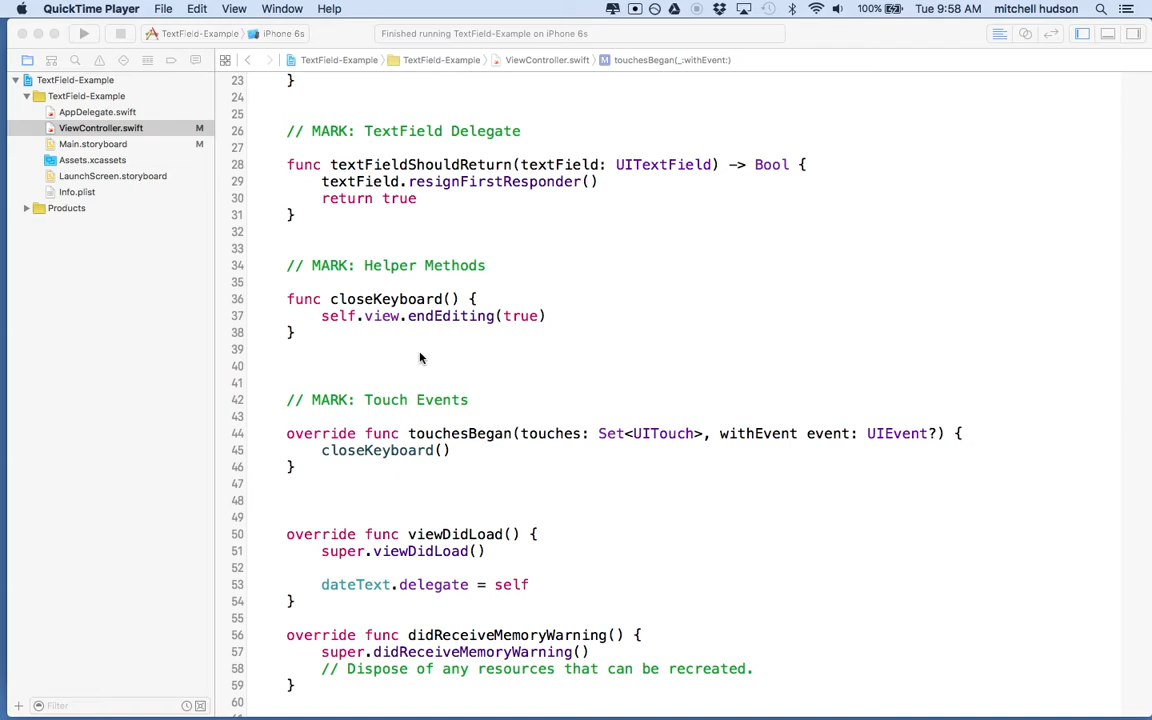 QuickTime Player File Edit View Window Help 100% Tue 9:58 AM mitchell hudson
TextField-Example iPhone 6s Finished running TextField-Example on iPhone 6s
TextField-Example TextField-Example ViewController.swift M touchesBegan(_:withEvent:)
TextField-Example
TextField-Example
AppDelegate.swift
ViewController.swift M
Main.storyboard M
Assets.xcassets
LaunchScreen.storyboard
Info.plist
Products
23 }
24
25
26 // MARK: TextField Delegate
27
28 func textFieldShouldReturn(textField: UITextField) -> Bool {
29 textField.resignFirstResponder()
30 return true
31 }
32
33
34 // MARK: Helper Methods
35
36 func closeKeyboard() {
37 self.view.endEditing(true)
38 }
39
40
41
42 // MARK: Touch Events
43
44 override func touchesBegan(touches: Set<UITouch>, withEvent event: UIEvent?) {
45 closeKeyboard()
46 }
47
48
49
50 override func viewDidLoad() {
51 super.viewDidLoad()
52
53 dateText.delegate = self
54 }
55
56 override func didReceiveMemoryWarning() {
57 super.didReceiveMemoryWarning()
58 // Dispose of any resources that can be recreated.
59 }
60
Filter